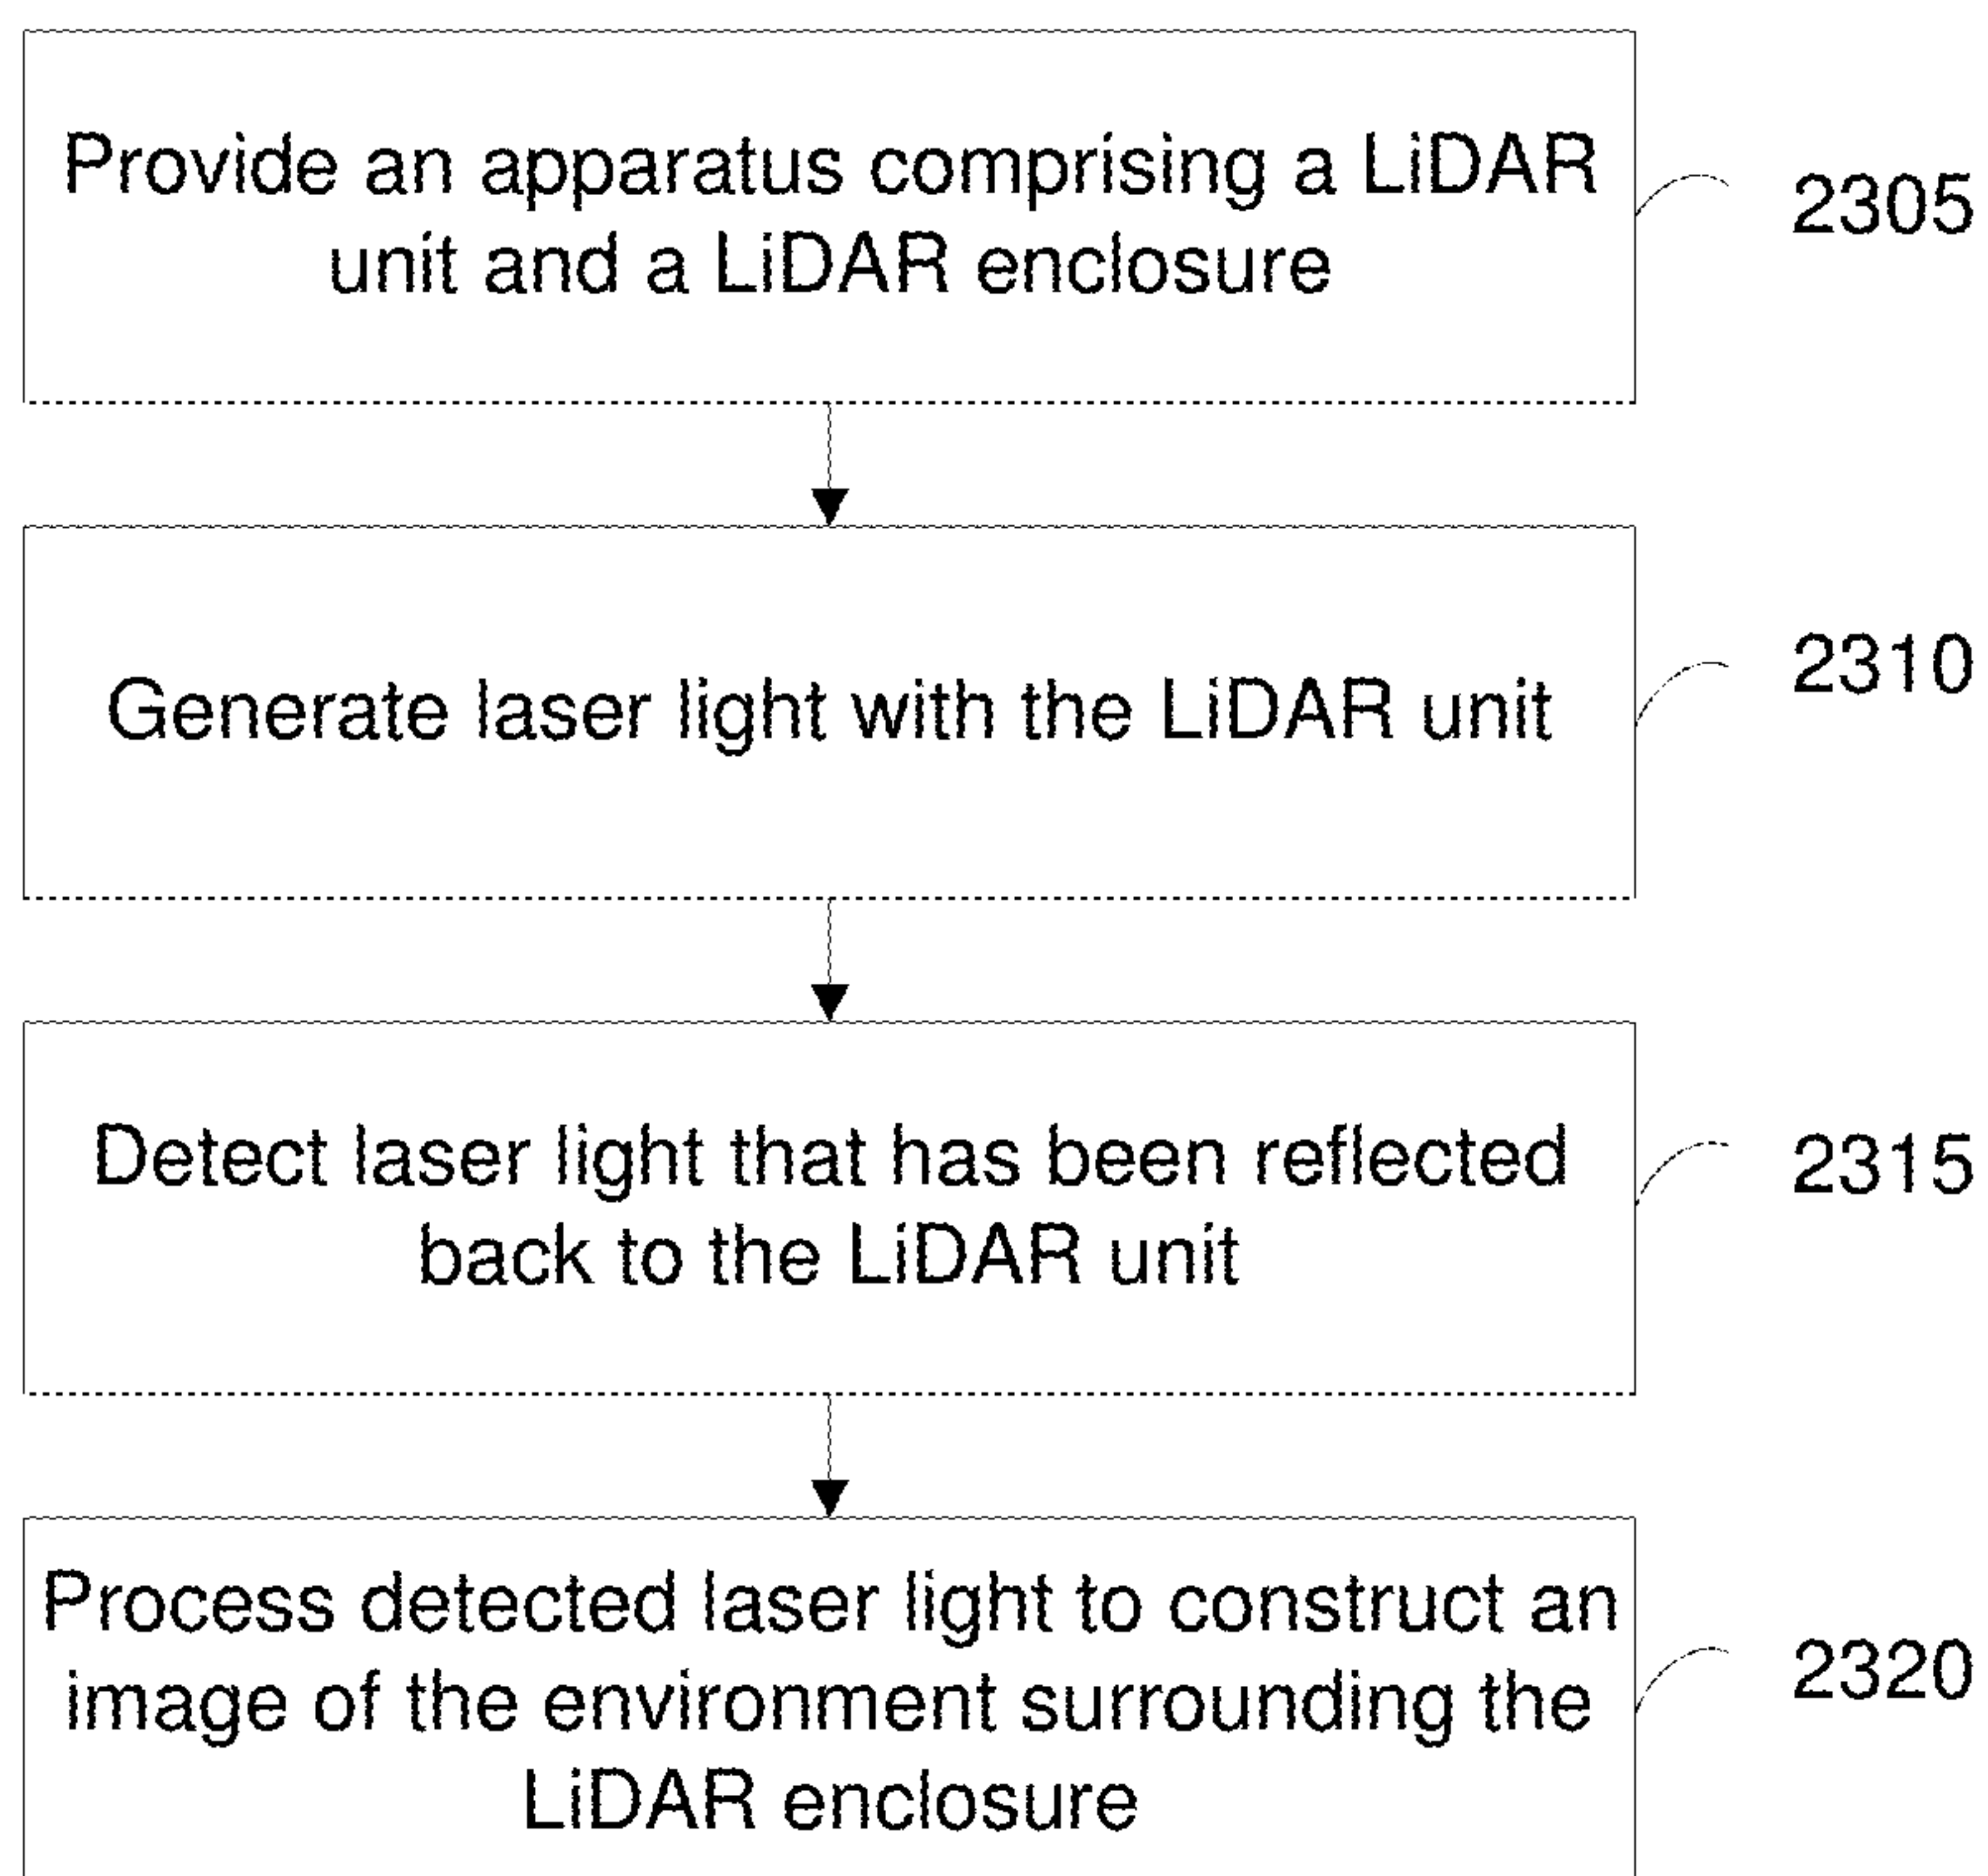 Provide an apparatus comprising a LiDAR
unit and a LiDAR enclosure
2305
Generate laser light with the LiDAR unit
2310
Detect laser light that has been reflected
back to the LiDAR unit
2315
Process detected laser light to construct an
image of the environment surrounding the
LiDAR enclosure
2320